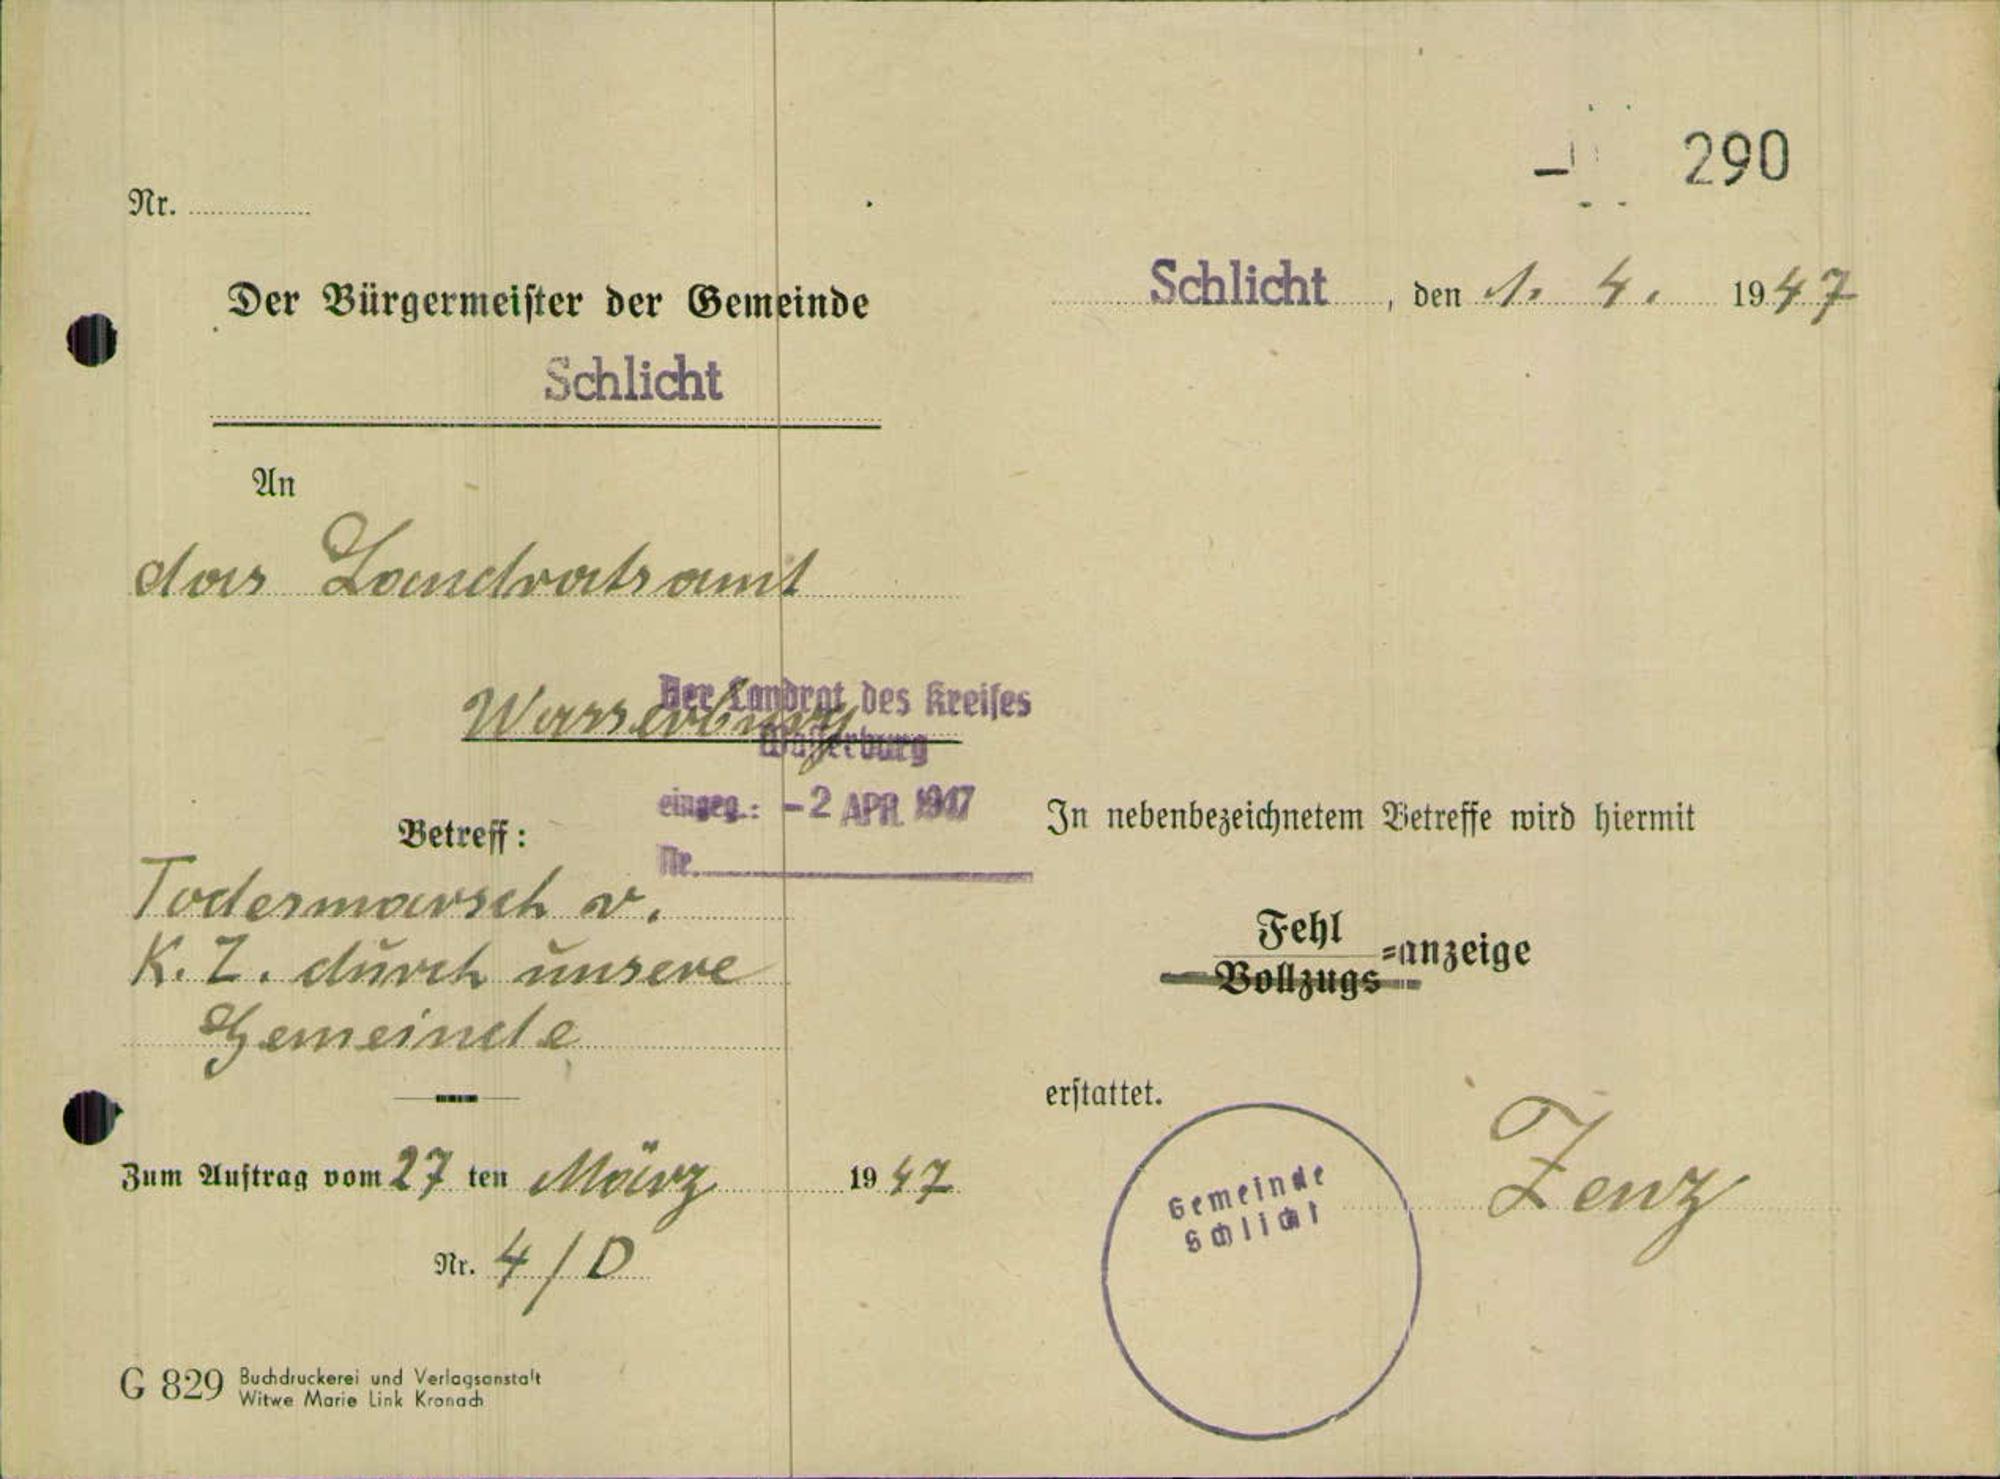 290
Nr.
Schlicht, den 1. 4. 1947
Der Bürgermeister der Gemeinde
Schlicht
An
das Landratsamt
Wasserburg
Der Landrat des Kreises
Wasserburg
eingeg.: -2 APR. 1947
Nr.
Betreff:
Todesmarsch v.
K. Z. durch unsere
Gemeinde
Zum Auftrag vom 27 ten März 1947
Nr. 4/D
In nebenbezeichnetem Betreffe wird hiermit
Fehl
Vollzugs =anzeige
erstattet.
Gemeinde
Schlicht
Zenz
G 829 Buchdruckerei und Verlagsanstalt
Witwe Marie Link Kronach